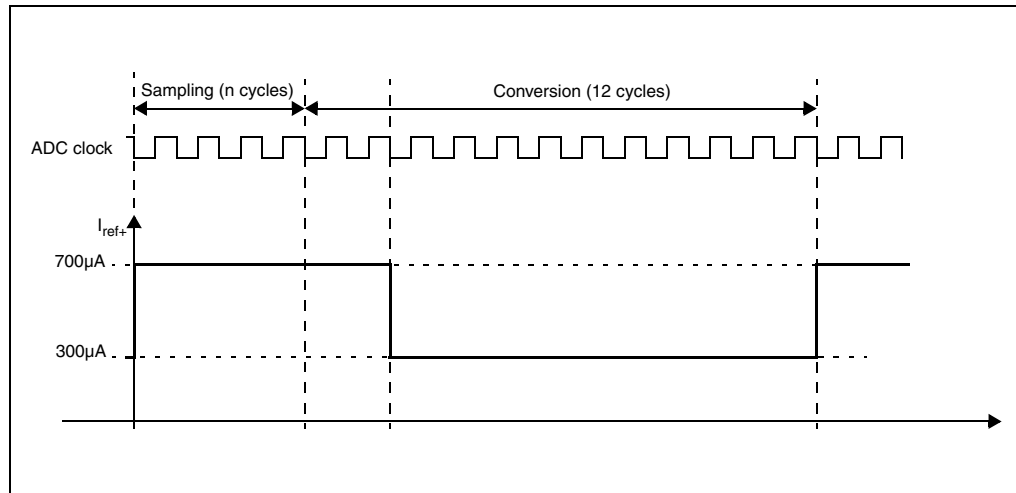 Sampling (n cycles)
Conversion (12 cycles)
ADC clock
Iref+
700µA
300µA